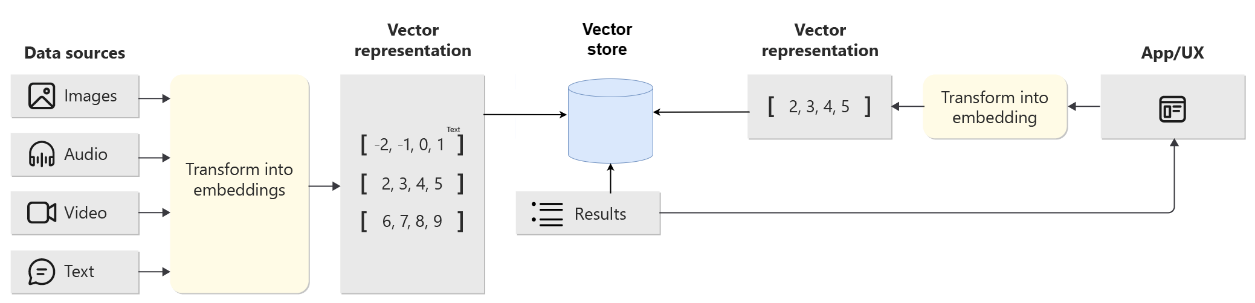 Data sources
Images
Audio
Video
Text
Transform into
embeddings
Vector
representation
Text
[ -2, -1, 0, 1 ]
[ 2, 3, 4, 5 ]
[ 6, 7, 8, 9 ]
Vector
store
Results
Vector
representation
[ 2, 3, 4, 5 ]
Transform into
embedding
App/UX